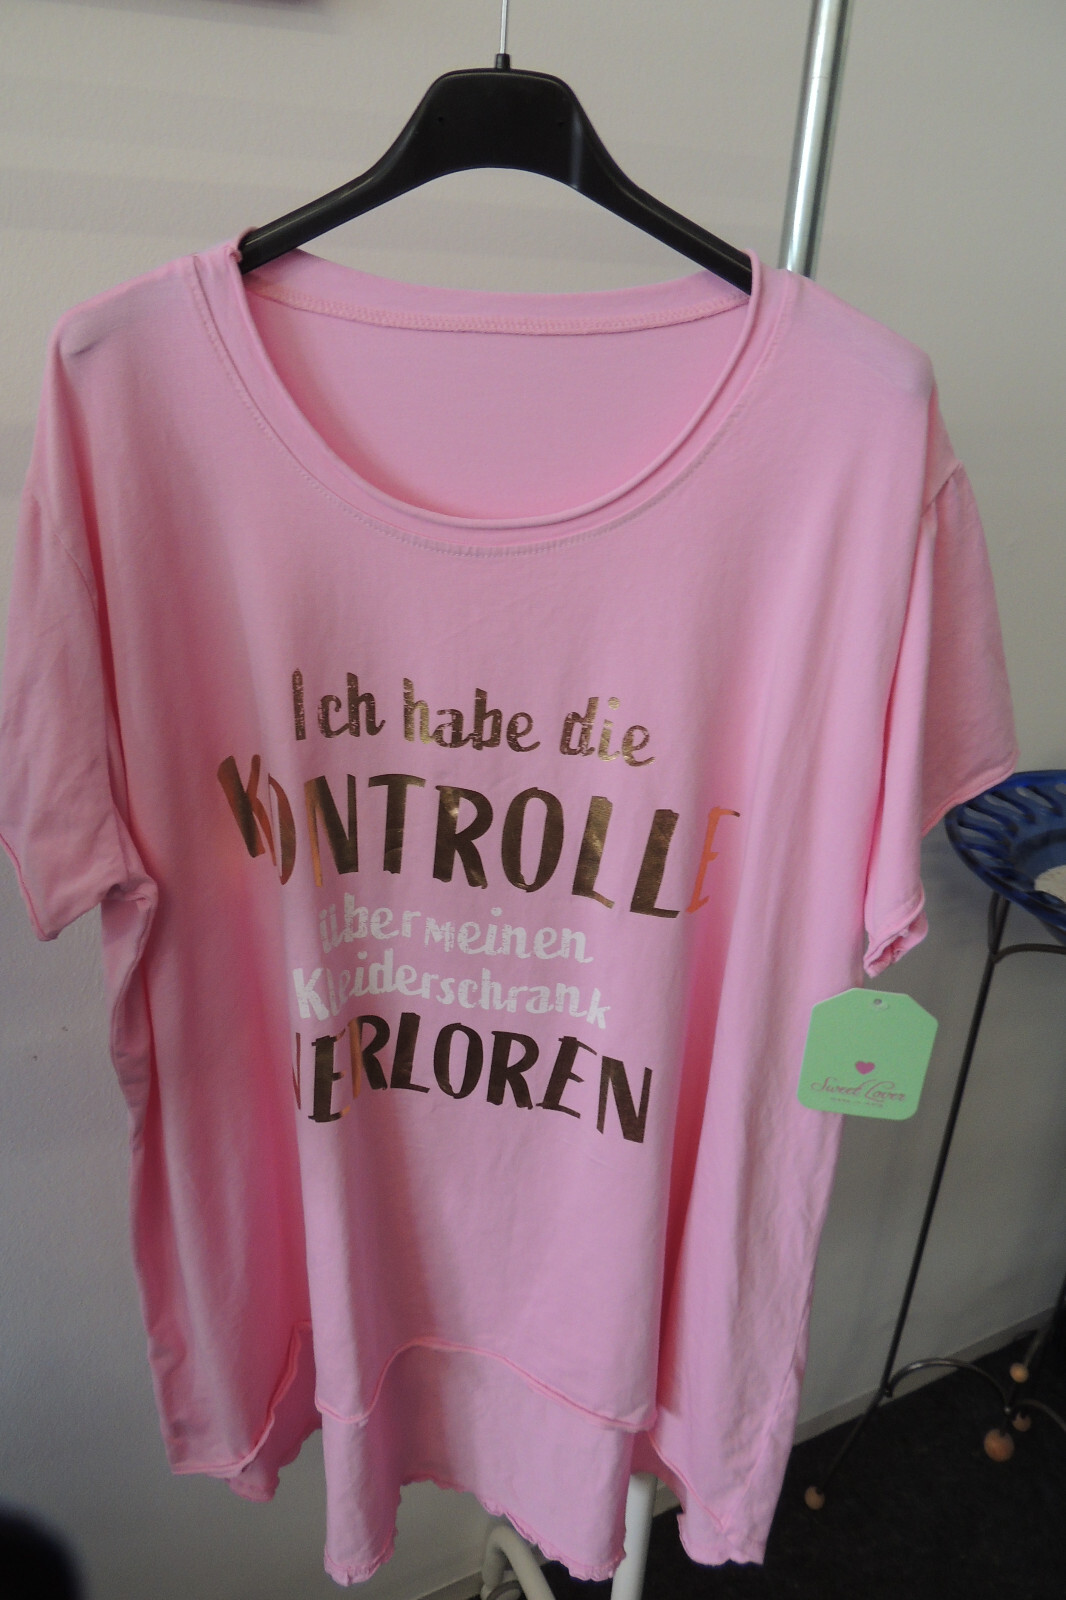 Ich habe die
KONTROLLE
über meinen
Kleiderschrank
VERLOREN
Sweet Lover